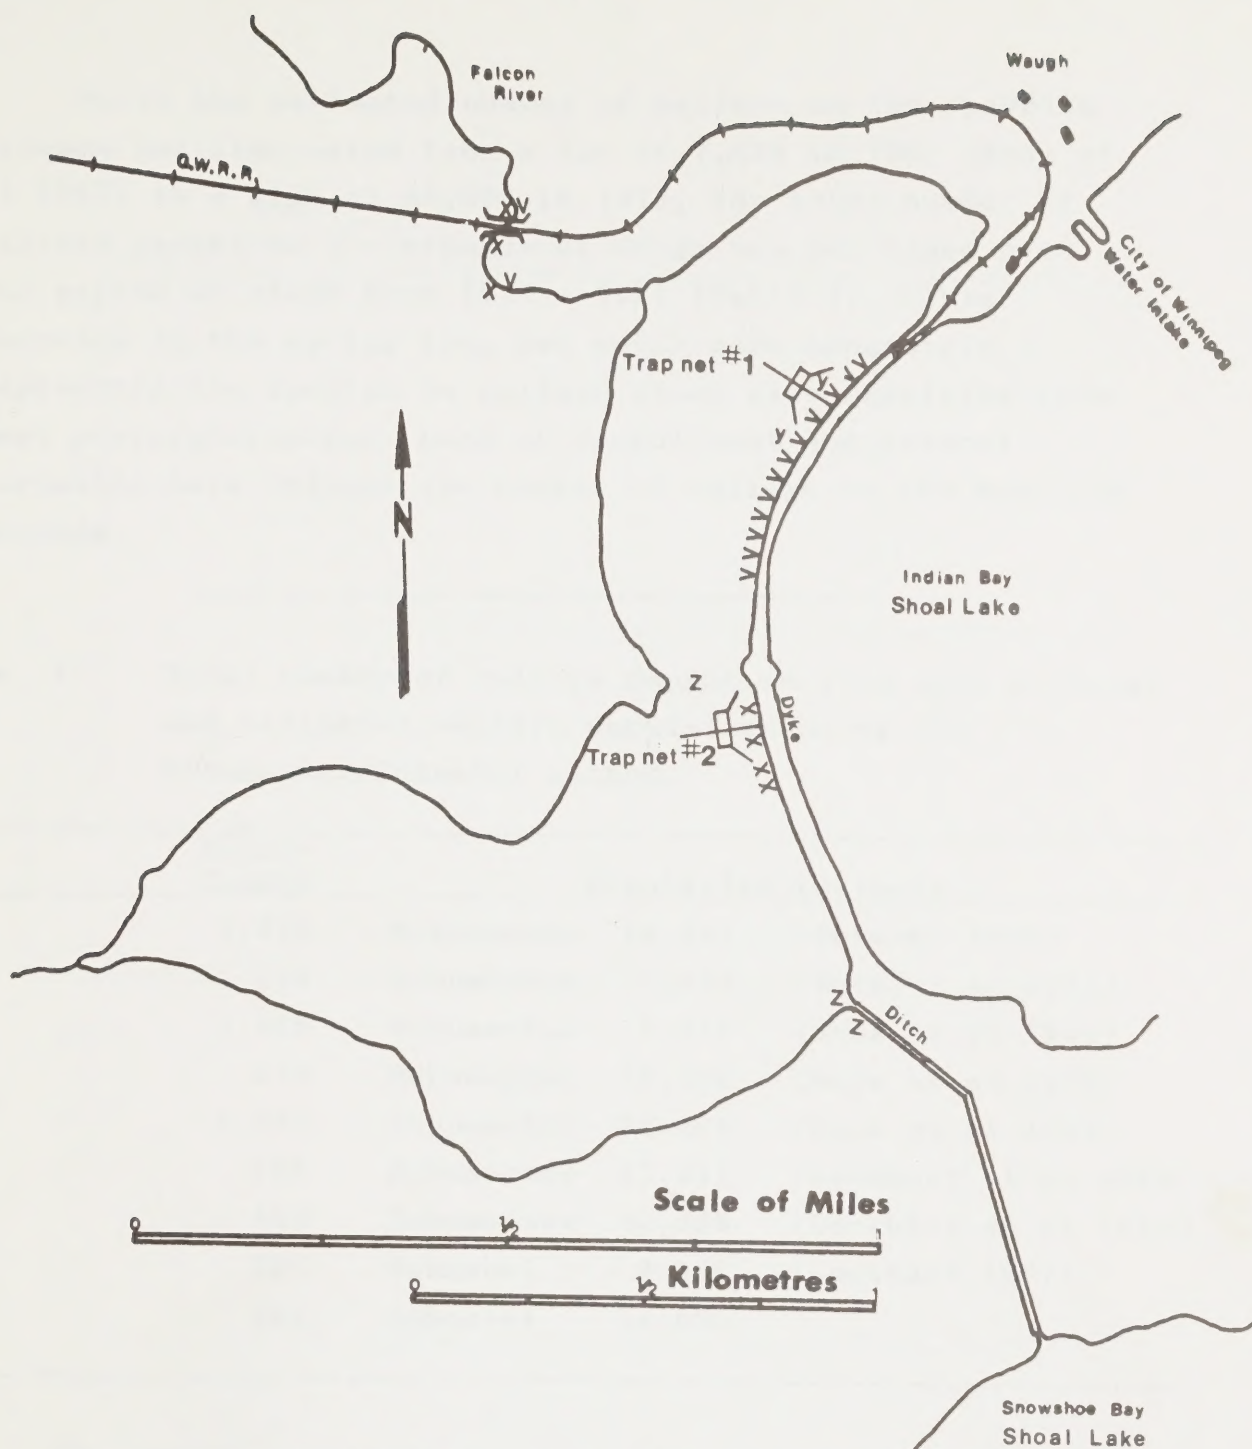 Waugh
Falcon
River
G.W.R.R.
X V
X
X V
City of Winnipeg
Water Intake
Trap net #1
Y V V V
V V
Y V
V
V
V
V
V
V
V
V
N
Indian Bay
Shoal Lake
Z
X
Dyke
X
Trap net #2
X
X
Z
Ditch
Z
Scale of Miles
0 1/2 1
Kilometres
0 1/2 1
Snowshoe Bay
Shoal Lake